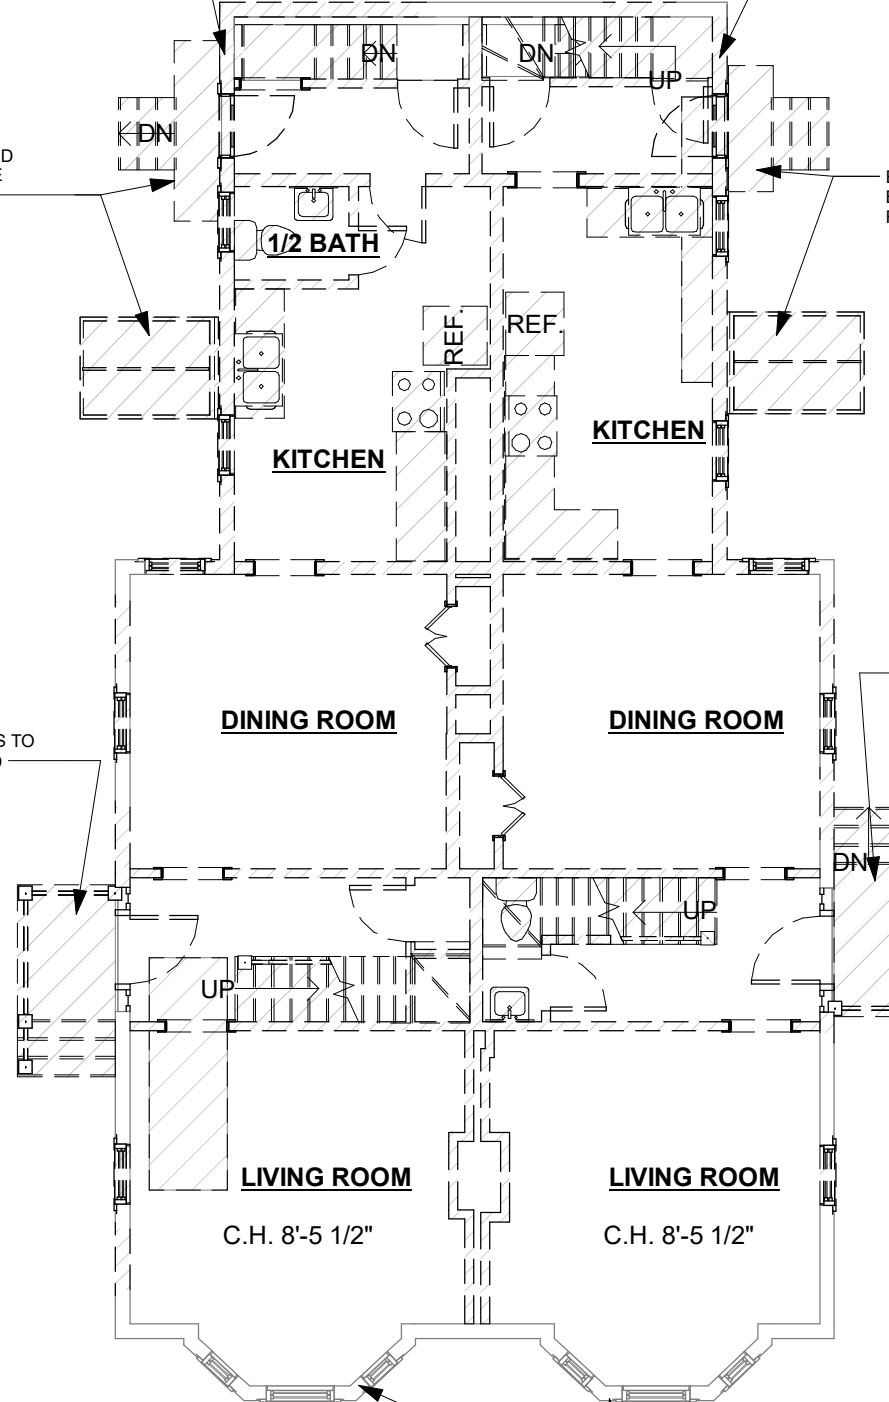 DN
DN
UP
DN
D
E
E
E
F
1/2 BATH
REF.
REF.
KITCHEN
KITCHEN
DINING ROOM
DINING ROOM
S TO
DN
UP
UP
LIVING ROOM
LIVING ROOM
C.H. 8'-5 1/2"
C.H. 8'-5 1/2"